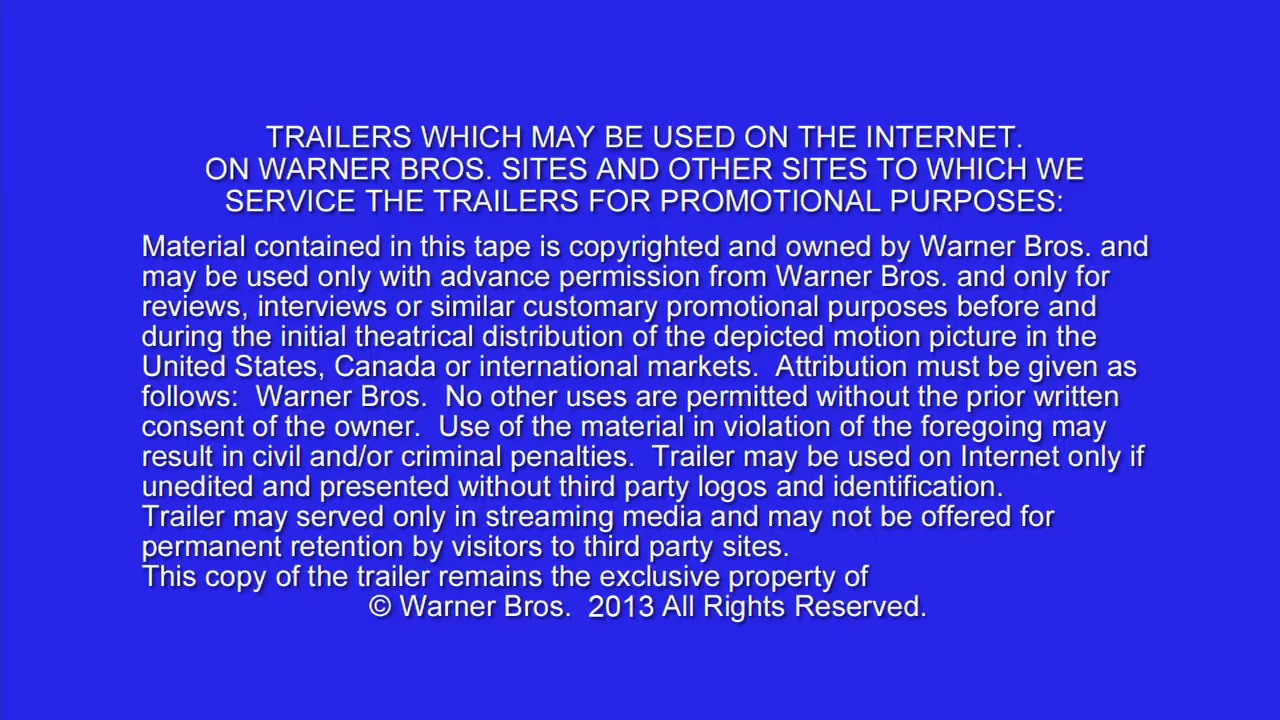 TRAILERS WHICH MAY BE USED ON THE INTERNET.
ON WARNER BROS. SITES AND OTHER SITES TO WHICH WE
SERVICE THE TRAILERS FOR PROMOTIONAL PURPOSES:
Material contained in this tape is copyrighted and owned by Warner Bros. and
may be used only with advance permission from Warner Bros. and only for
reviews, interviews or similar customary promotional purposes before and
during the initial theatrical distribution of the depicted motion picture in the
United States, Canada or international markets.  Attribution must be given as
follows:  Warner Bros.  No other uses are permitted without the prior written
consent of the owner.  Use of the material in violation of the foregoing may
result in civil and/or criminal penalties.  Trailer may be used on Internet only if
unedited and presented without third party logos and identification.
Trailer may served only in streaming media and may not be offered for
permanent retention by visitors to third party sites.
This copy of the trailer remains the exclusive property of
© Warner Bros.  2013 All Rights Reserved.